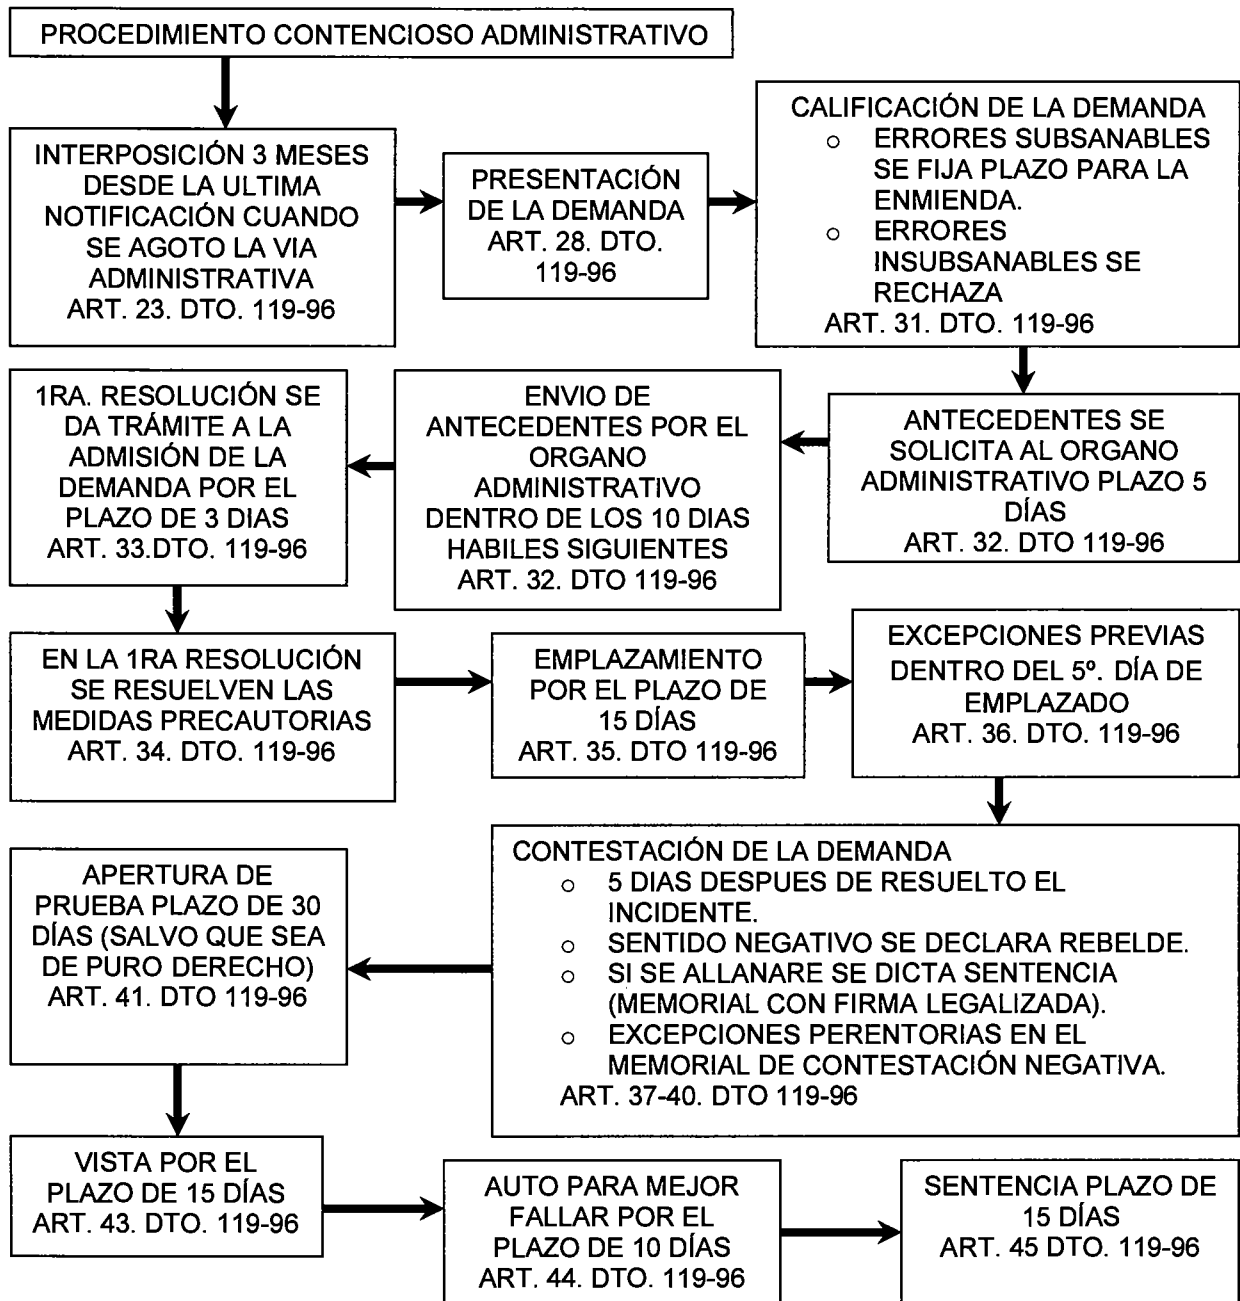 PROCEDIMIENTO CONTENCIOSO ADMINISTRATIVO
INTERPOSICIÓN 3 MESES
DESDE LA ULTIMA
NOTIFICACIÓN CUANDO
SE AGOTO LA VIA
ADMINISTRATIVA
ART. 23. DTO. 119-96
PRESENTACIÓN
DE LA DEMANDA
ART. 28. DTO.
119-96
CALIFICACIÓN DE LA DEMANDA
○ ERRORES SUBSANABLES
SE FIJA PLAZO PARA LA
ENMIENDA.
○ ERRORES
INSUBSANABLES SE
RECHAZA
ART. 31. DTO. 119-96
ANTECEDENTES SE
SOLICITA AL ORGANO
ADMINISTRATIVO PLAZO 5
DÍAS
ART. 32. DTO 119-96
ENVIO DE
ANTECEDENTES POR EL
ORGANO
ADMINISTRATIVO
DENTRO DE LOS 10 DIAS
HABILES SIGUIENTES
ART. 32. DTO 119-96
1RA. RESOLUCIÓN SE
DA TRÁMITE A LA
ADMISIÓN DE LA
DEMANDA POR EL
PLAZO DE 3 DIAS
ART. 33.DTO. 119-96
EN LA 1RA RESOLUCIÓN
SE RESUELVEN LAS
MEDIDAS PRECAUTORIAS
ART. 34. DTO. 119-96
EMPLAZAMIENTO
POR EL PLAZO DE
15 DÍAS
ART. 35. DTO 119-96
EXCEPCIONES PREVIAS
DENTRO DEL 5º. DÍA DE
EMPLAZADO
ART. 36. DTO. 119-96
CONTESTACIÓN DE LA DEMANDA
○ 5 DIAS DESPUES DE RESUELTO EL
INCIDENTE.
○ SENTIDO NEGATIVO SE DECLARA REBELDE.
○ SI SE ALLANARE SE DICTA SENTENCIA
(MEMORIAL CON FIRMA LEGALIZADA).
○ EXCEPCIONES PERENTORIAS EN EL
MEMORIAL DE CONTESTACIÓN NEGATIVA.
ART. 37-40. DTO 119-96
APERTURA DE
PRUEBA PLAZO DE 30
DÍAS (SALVO QUE SEA
DE PURO DERECHO)
ART. 41. DTO 119-96
VISTA POR EL
PLAZO DE 15 DÍAS
ART. 43. DTO. 119-96
AUTO PARA MEJOR
FALLAR POR EL
PLAZO DE 10 DÍAS
ART. 44. DTO. 119-96
SENTENCIA PLAZO DE
15 DÍAS
ART. 45 DTO. 119-96